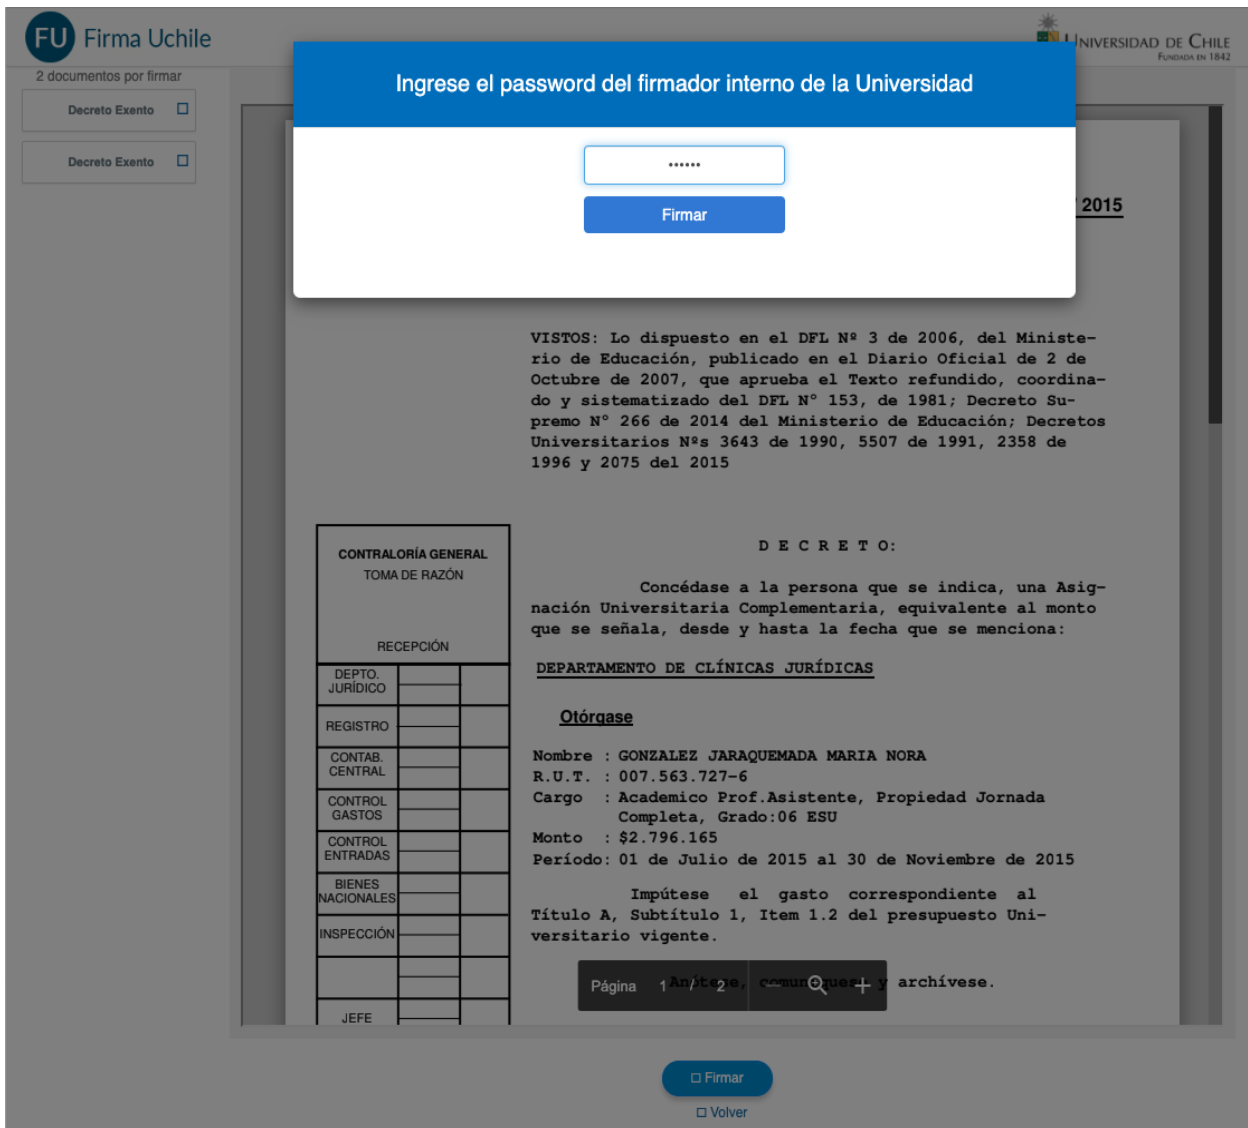 FU Firma Uchile
UNIVERSIDAD DE CHILE
FUNDADA EN 1842
2 documentos por firmar
Decreto Exento
Decreto Exento
Ingrese el password del firmador interno de la Universidad
••••••
Firmar
2015
VISTOS: Lo dispuesto en el DFL Nº 3 de 2006, del Ministe-
rio de Educación, publicado en el Diario Oficial de 2 de
Octubre de 2007, que aprueba el Texto refundido, coordina-
do y sistematizado del DFL N° 153, de 1981; Decreto Su-
premo N° 266 de 2014 del Ministerio de Educación; Decretos
Universitarios Nºs 3643 de 1990, 5507 de 1991, 2358 de
1996 y 2075 del 2015
CONTRALORÍA GENERAL
TOMA DE RAZÓN
RECEPCIÓN
DEPTO.
JURÍDICO
REGISTRO
CONTAB.
CENTRAL
CONTROL
GASTOS
CONTROL
ENTRADAS
BIENES
NACIONALES
INSPECCIÓN
JEFE
D E C R E T O:
Concédase a la persona que se indica, una Asig-
nación Universitaria Complementaria, equivalente al monto
que se señala, desde y hasta la fecha que se menciona:
DEPARTAMENTO DE CLÍNICAS JURÍDICAS
Otórgase
Nombre : GONZALEZ JARAQUEMADA MARIA NORA
R.U.T. : 007.563.727-6
Cargo : Academico Prof.Asistente, Propiedad Jornada
Completa, Grado:06 ESU
Monto : $2.796.165
Período: 01 de Julio de 2015 al 30 de Noviembre de 2015
Impútese el gasto correspondiente al
Título A, Subtítulo 1, Item 1.2 del presupuesto Uni-
versitario vigente.
Anótese, comuníquese y archívese.
Página 1 / 2
Firmar
Volver